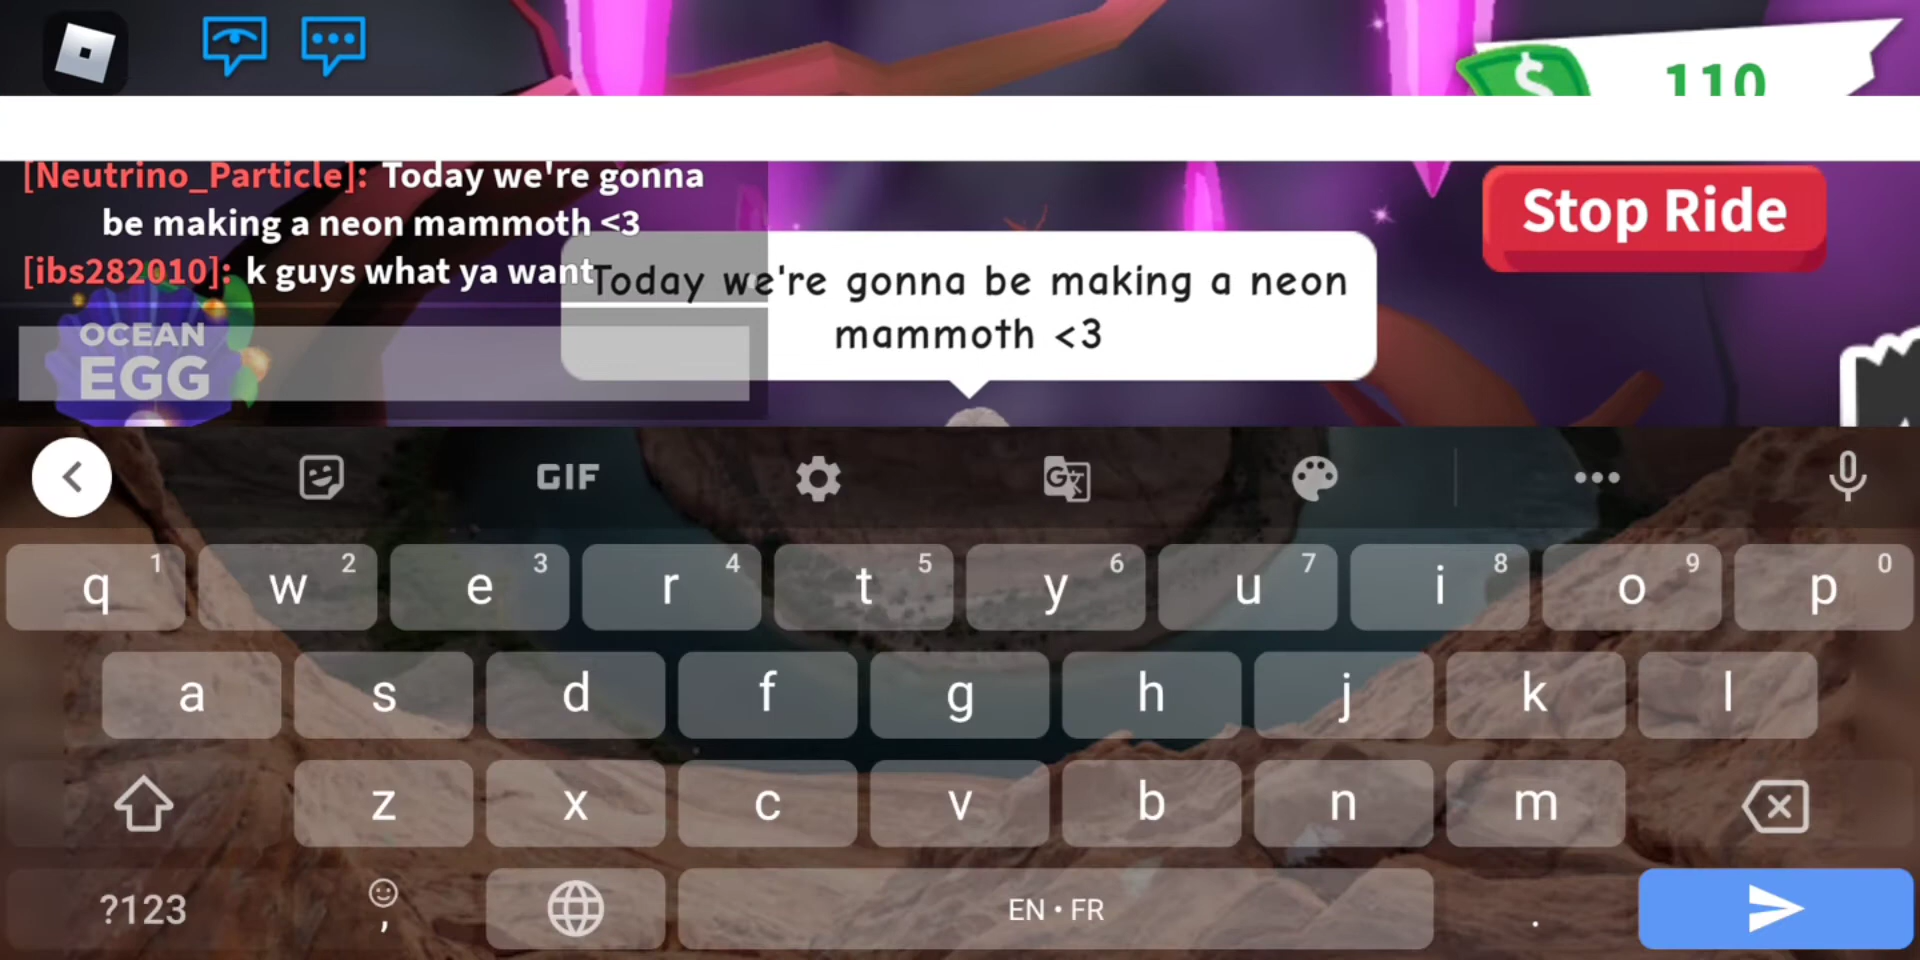 110
[Neutrino_Particle]: Today we're gonna
be making a neon mammoth <3
[ibs282010]: k guys what ya want
Stop Ride
Today we're gonna be making a neon
mammoth <3
OCEAN
EGG
GIF
q 1 w 2 e 3 r 4 t 5 y 6 u 7 i 8 o 9 p 0
a s d f g h j k l
z x c v b n m
?123 , EN • FR .